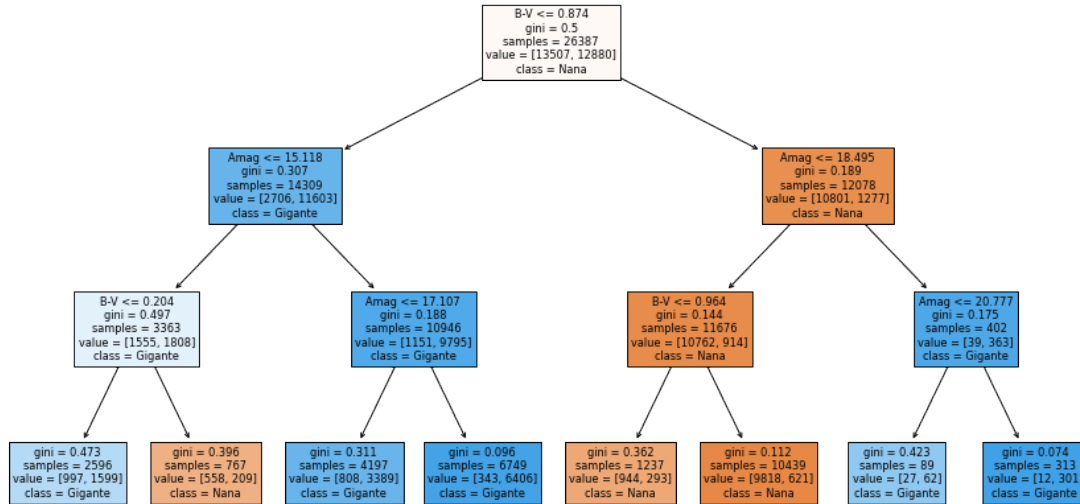 B-V <= 0.874
gini = 0.5
samples = 26387
value = [13507, 12880]
class = Nana
Amag <= 15.118
gini = 0.307
samples = 14309
value = [2706, 11603]
class = Gigante
Amag <= 18.495
gini = 0.189
samples = 12078
value = [10801, 1277]
class = Nana
B-V <= 0.204
gini = 0.497
samples = 3363
value = [1555, 1808]
class = Gigante
Amag <= 17.107
gini = 0.188
samples = 10946
value = [1151, 9795]
class = Gigante
B-V <= 0.964
gini = 0.144
samples = 11676
value = [10762, 914]
class = Nana
Amag <= 20.777
gini = 0.175
samples = 402
value = [39, 363]
class = Gigante
gini = 0.473
samples = 2596
value = [997, 1599]
class = Gigante
gini = 0.396
samples = 767
value = [558, 209]
class = Nana
gini = 0.311
samples = 4197
value = [808, 3389]
class = Gigante
gini = 0.096
samples = 6749
value = [343, 6406]
class = Gigante
gini = 0.362
samples = 1237
value = [944, 293]
class = Nana
gini = 0.112
samples = 10439
value = [9818, 621]
class = Nana
gini = 0.423
samples = 89
value = [27, 62]
class = Gigante
gini = 0.074
samples = 313
value = [12, 301]
class = Gigante